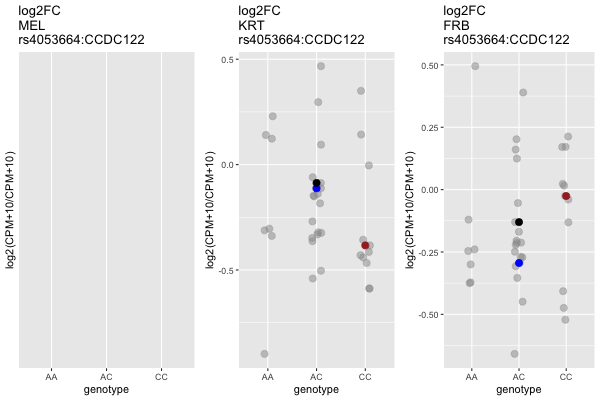 log2FC
MEL
rs4053664:CCDC122
log2(CPM+10/CPM+10)
AA AC CC
genotype
log2FC
KRT
rs4053664:CCDC122
log2(CPM+10/CPM+10)
0.5
0.0
-0.5
AA AC CC
genotype
log2FC
FRB
rs4053664:CCDC122
log2(CPM+10/CPM+10)
0.50
0.25
0.00
-0.25
-0.50
AA AC CC
genotype